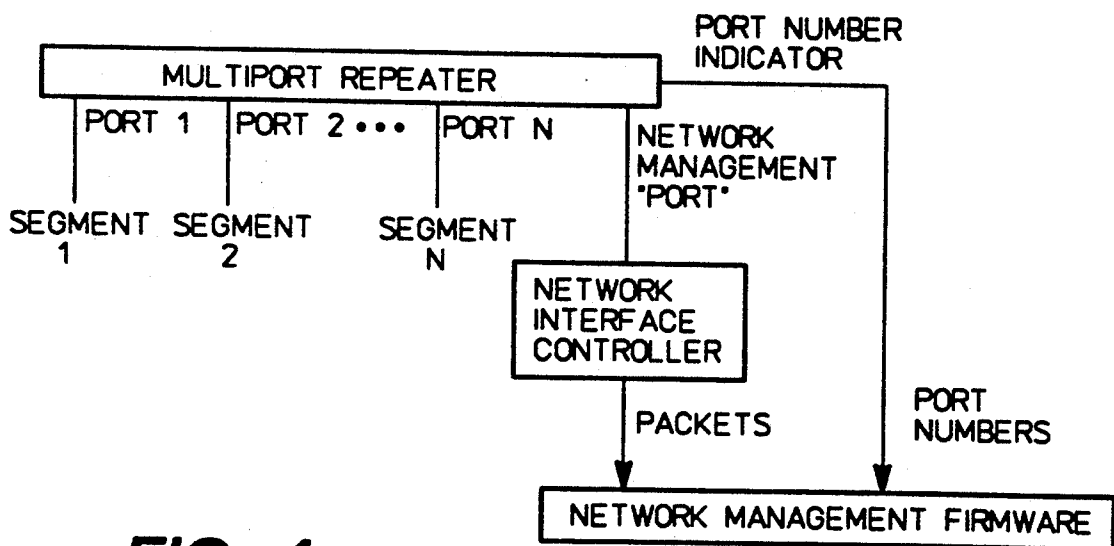 PORT NUMBER
INDICATOR
MULTIPORT REPEATER
PORT 1
PORT 2 •••
PORT N
NETWORK
MANAGEMENT
"PORT"
SEGMENT
1
SEGMENT
2
SEGMENT
N
NETWORK
INTERFACE
CONTROLLER
PACKETS
PORT
NUMBERS
NETWORK MANAGEMENT FIRMWARE